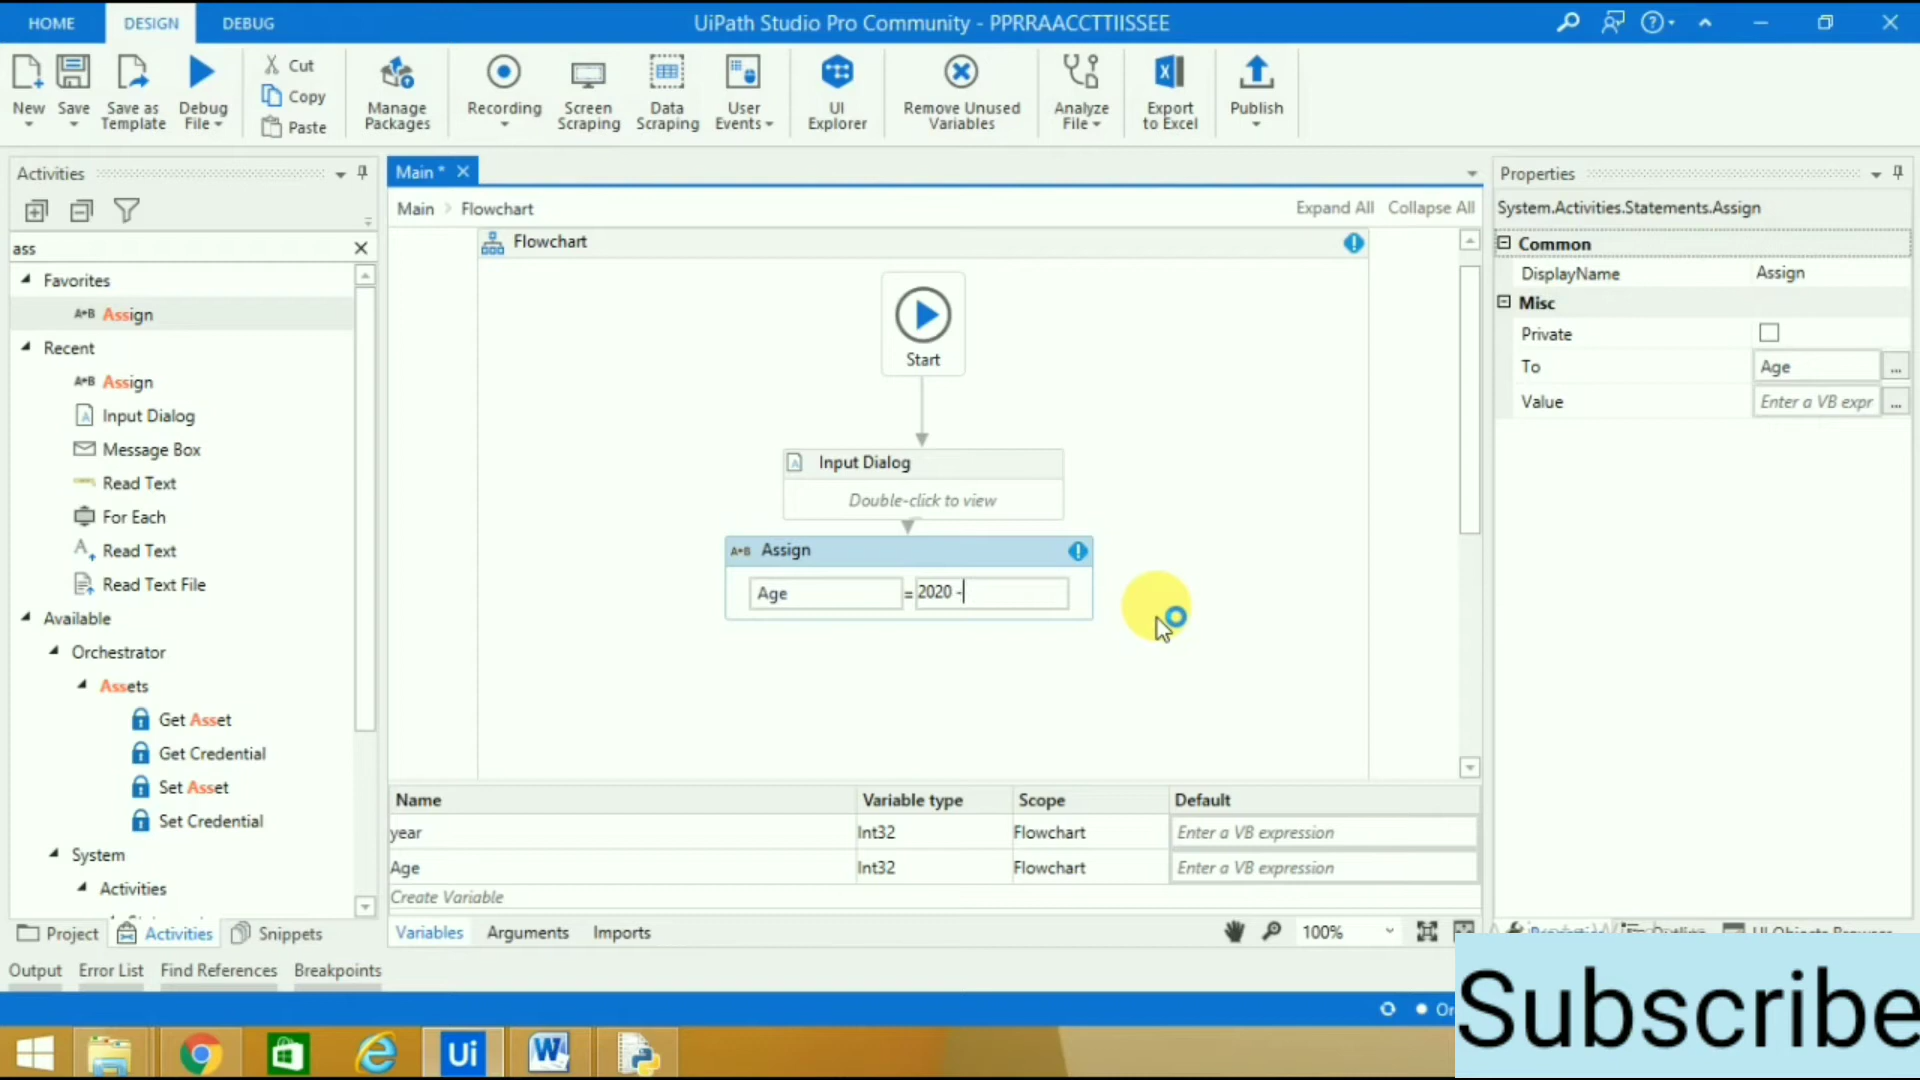 HOME
DESIGN
DEBUG
UiPath Studio Pro Community - PPRRAACCTTIISSEE
New
Save
Save as
Template
Debug
File
Cut
Copy
Paste
Manage
Packages
Recording
Screen
Scraping
Data
Scraping
User
Events
UI
Explorer
Remove Unused
Variables
Analyze
File
Export
to Excel
Publish
Activities
ass
Favorites
A+B Assign
Recent
A+B Assign
Input Dialog
Message Box
Read Text
For Each
Read Text
Read Text File
Available
Orchestrator
Assets
Get Asset
Get Credential
Set Asset
Set Credential
System
Activities
Project
Activities
Snippets
Main *
Main > Flowchart
Expand All
Collapse All
Flowchart
Start
Input Dialog
Double-click to view
A+B Assign
Age = 2020 -
Name Variable type Scope Default
year Int32 Flowchart Enter a VB expression
Age Int32 Flowchart Enter a VB expression
Create Variable
Variables
Arguments
Imports
100%
Properties
System.Activities.Statements.Assign
Common
DisplayName Assign
Misc
Private
To Age ...
Value Enter a VB expr ...
Output
Error List
Find References
Breakpoints
Or
Subscribe
Ui